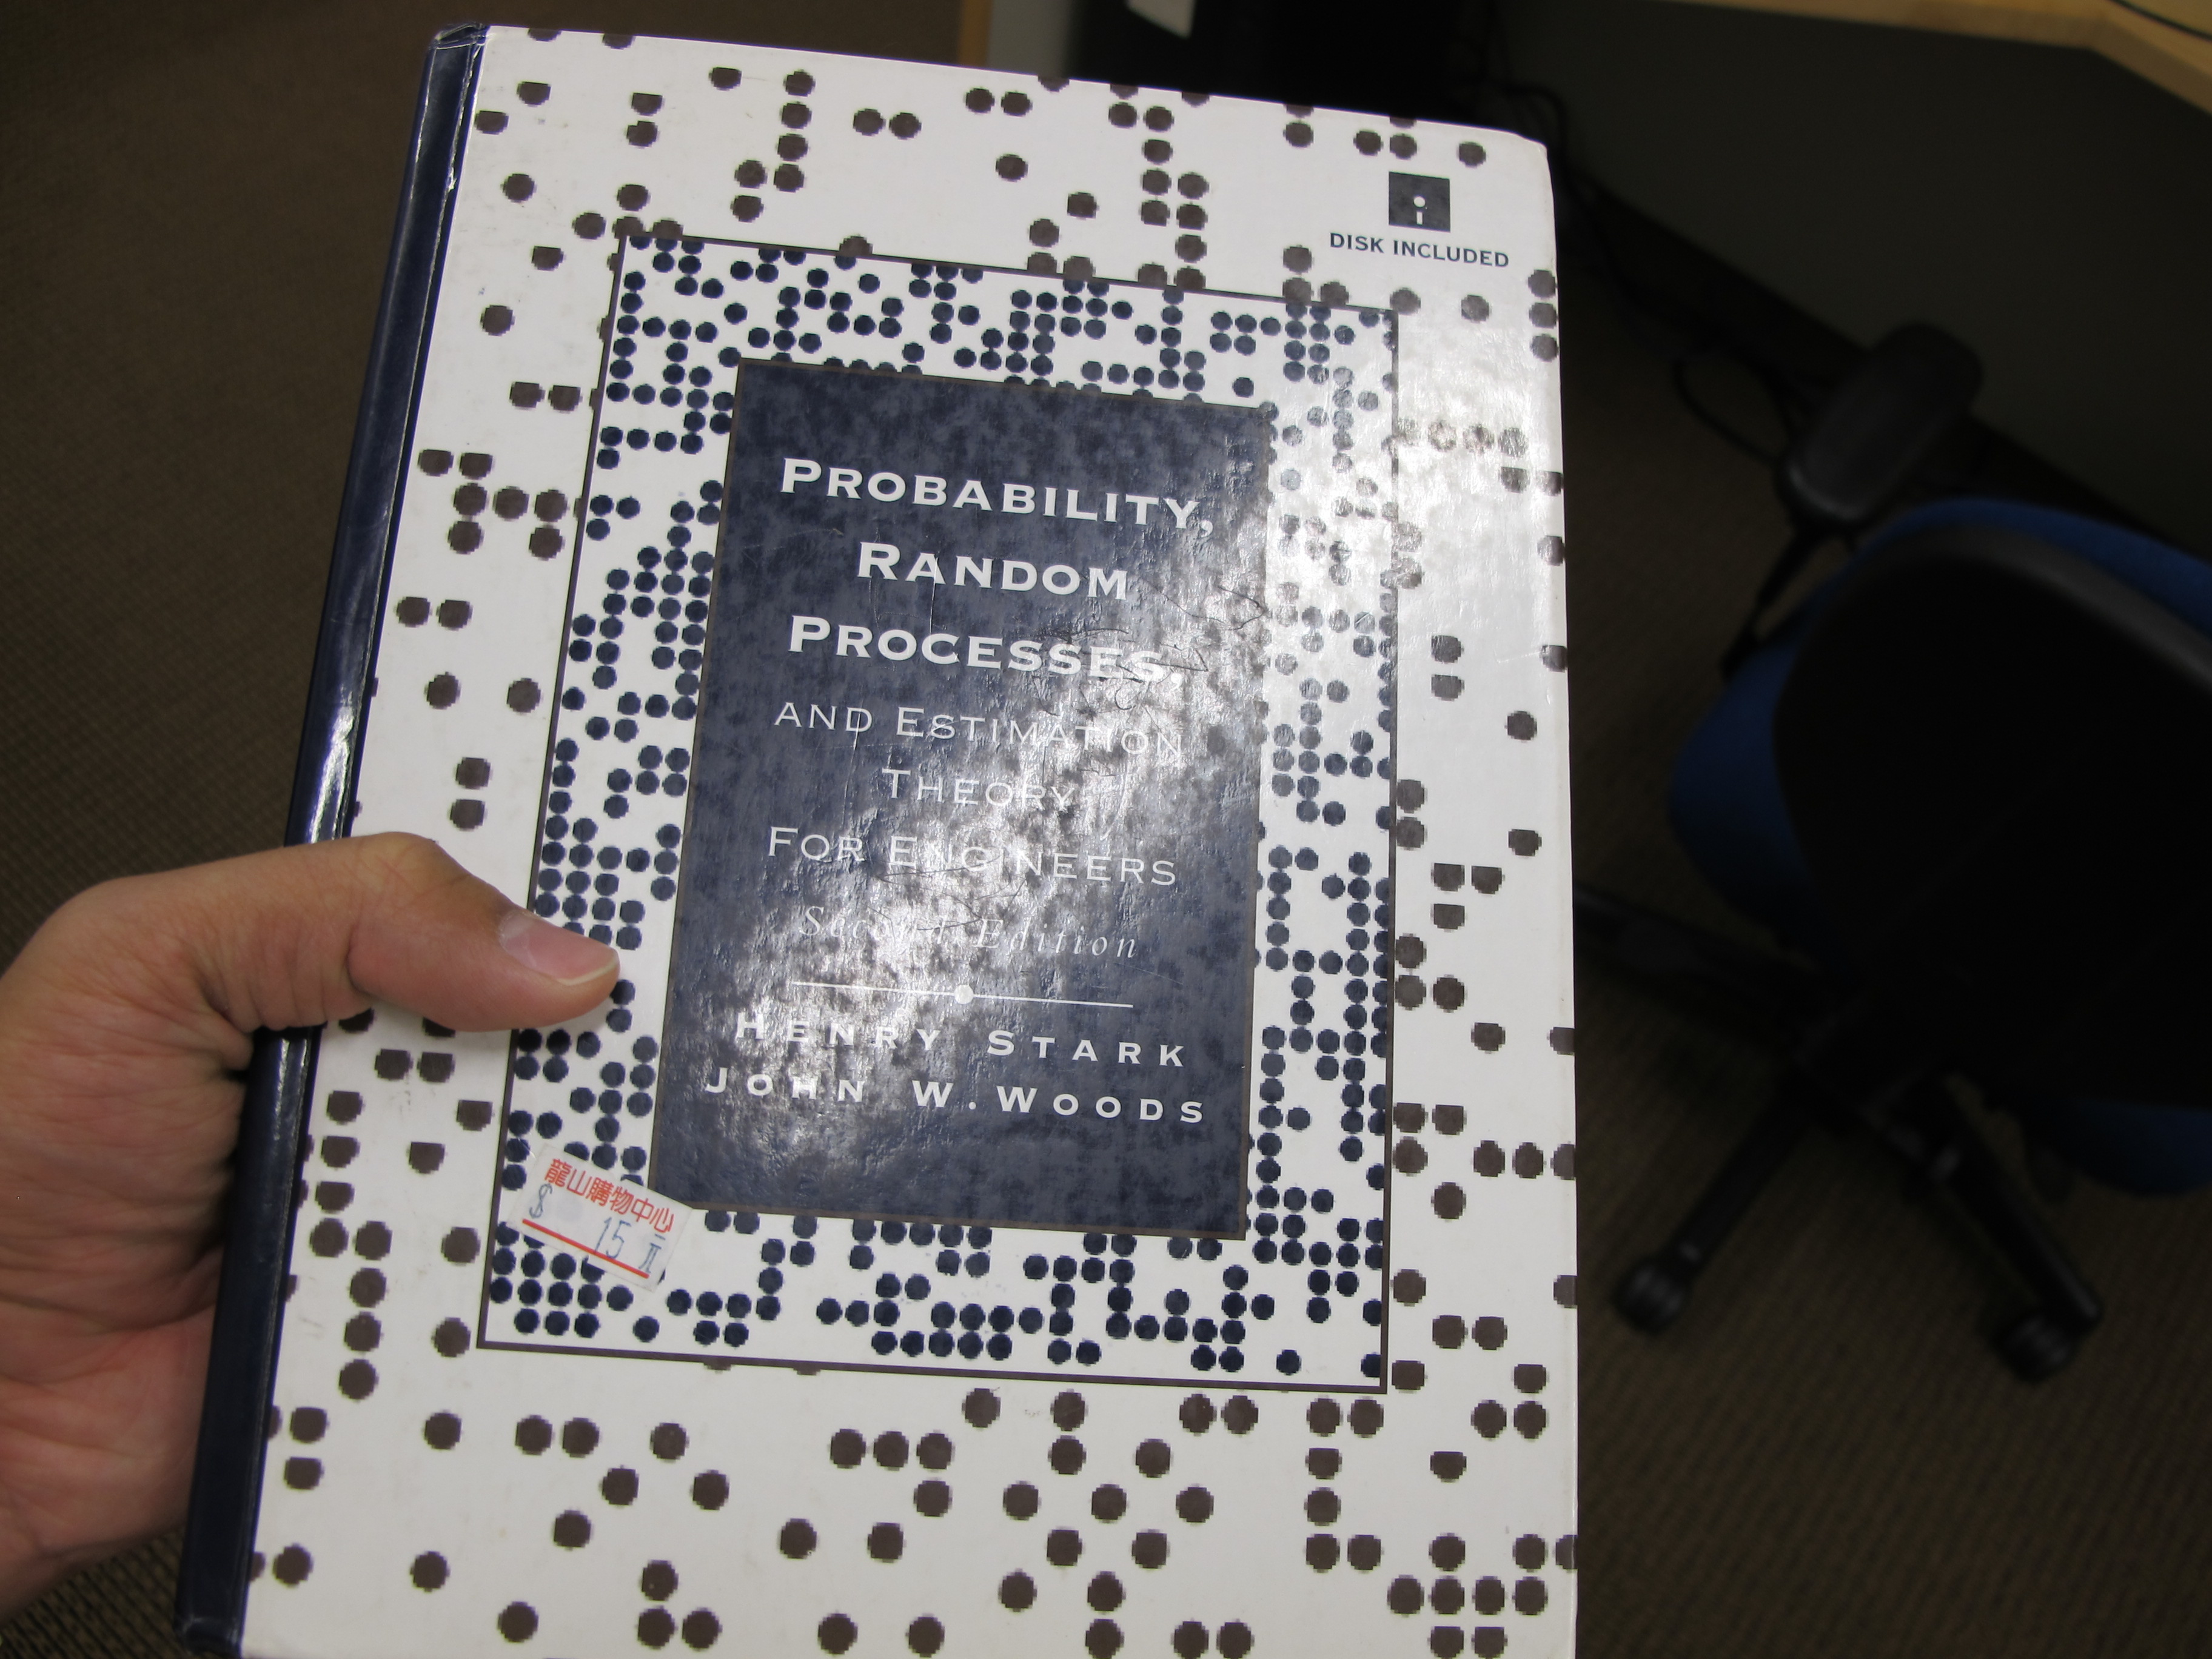 DISK INCLUDED
PROBABILITY,
RANDOM
PROCESSES,
AND ESTIMATION
THEORY
FOR ENGINEERS
Second Edition
HENRY STARK
JOHN W. WOODS
龍山購物中心
$ 15